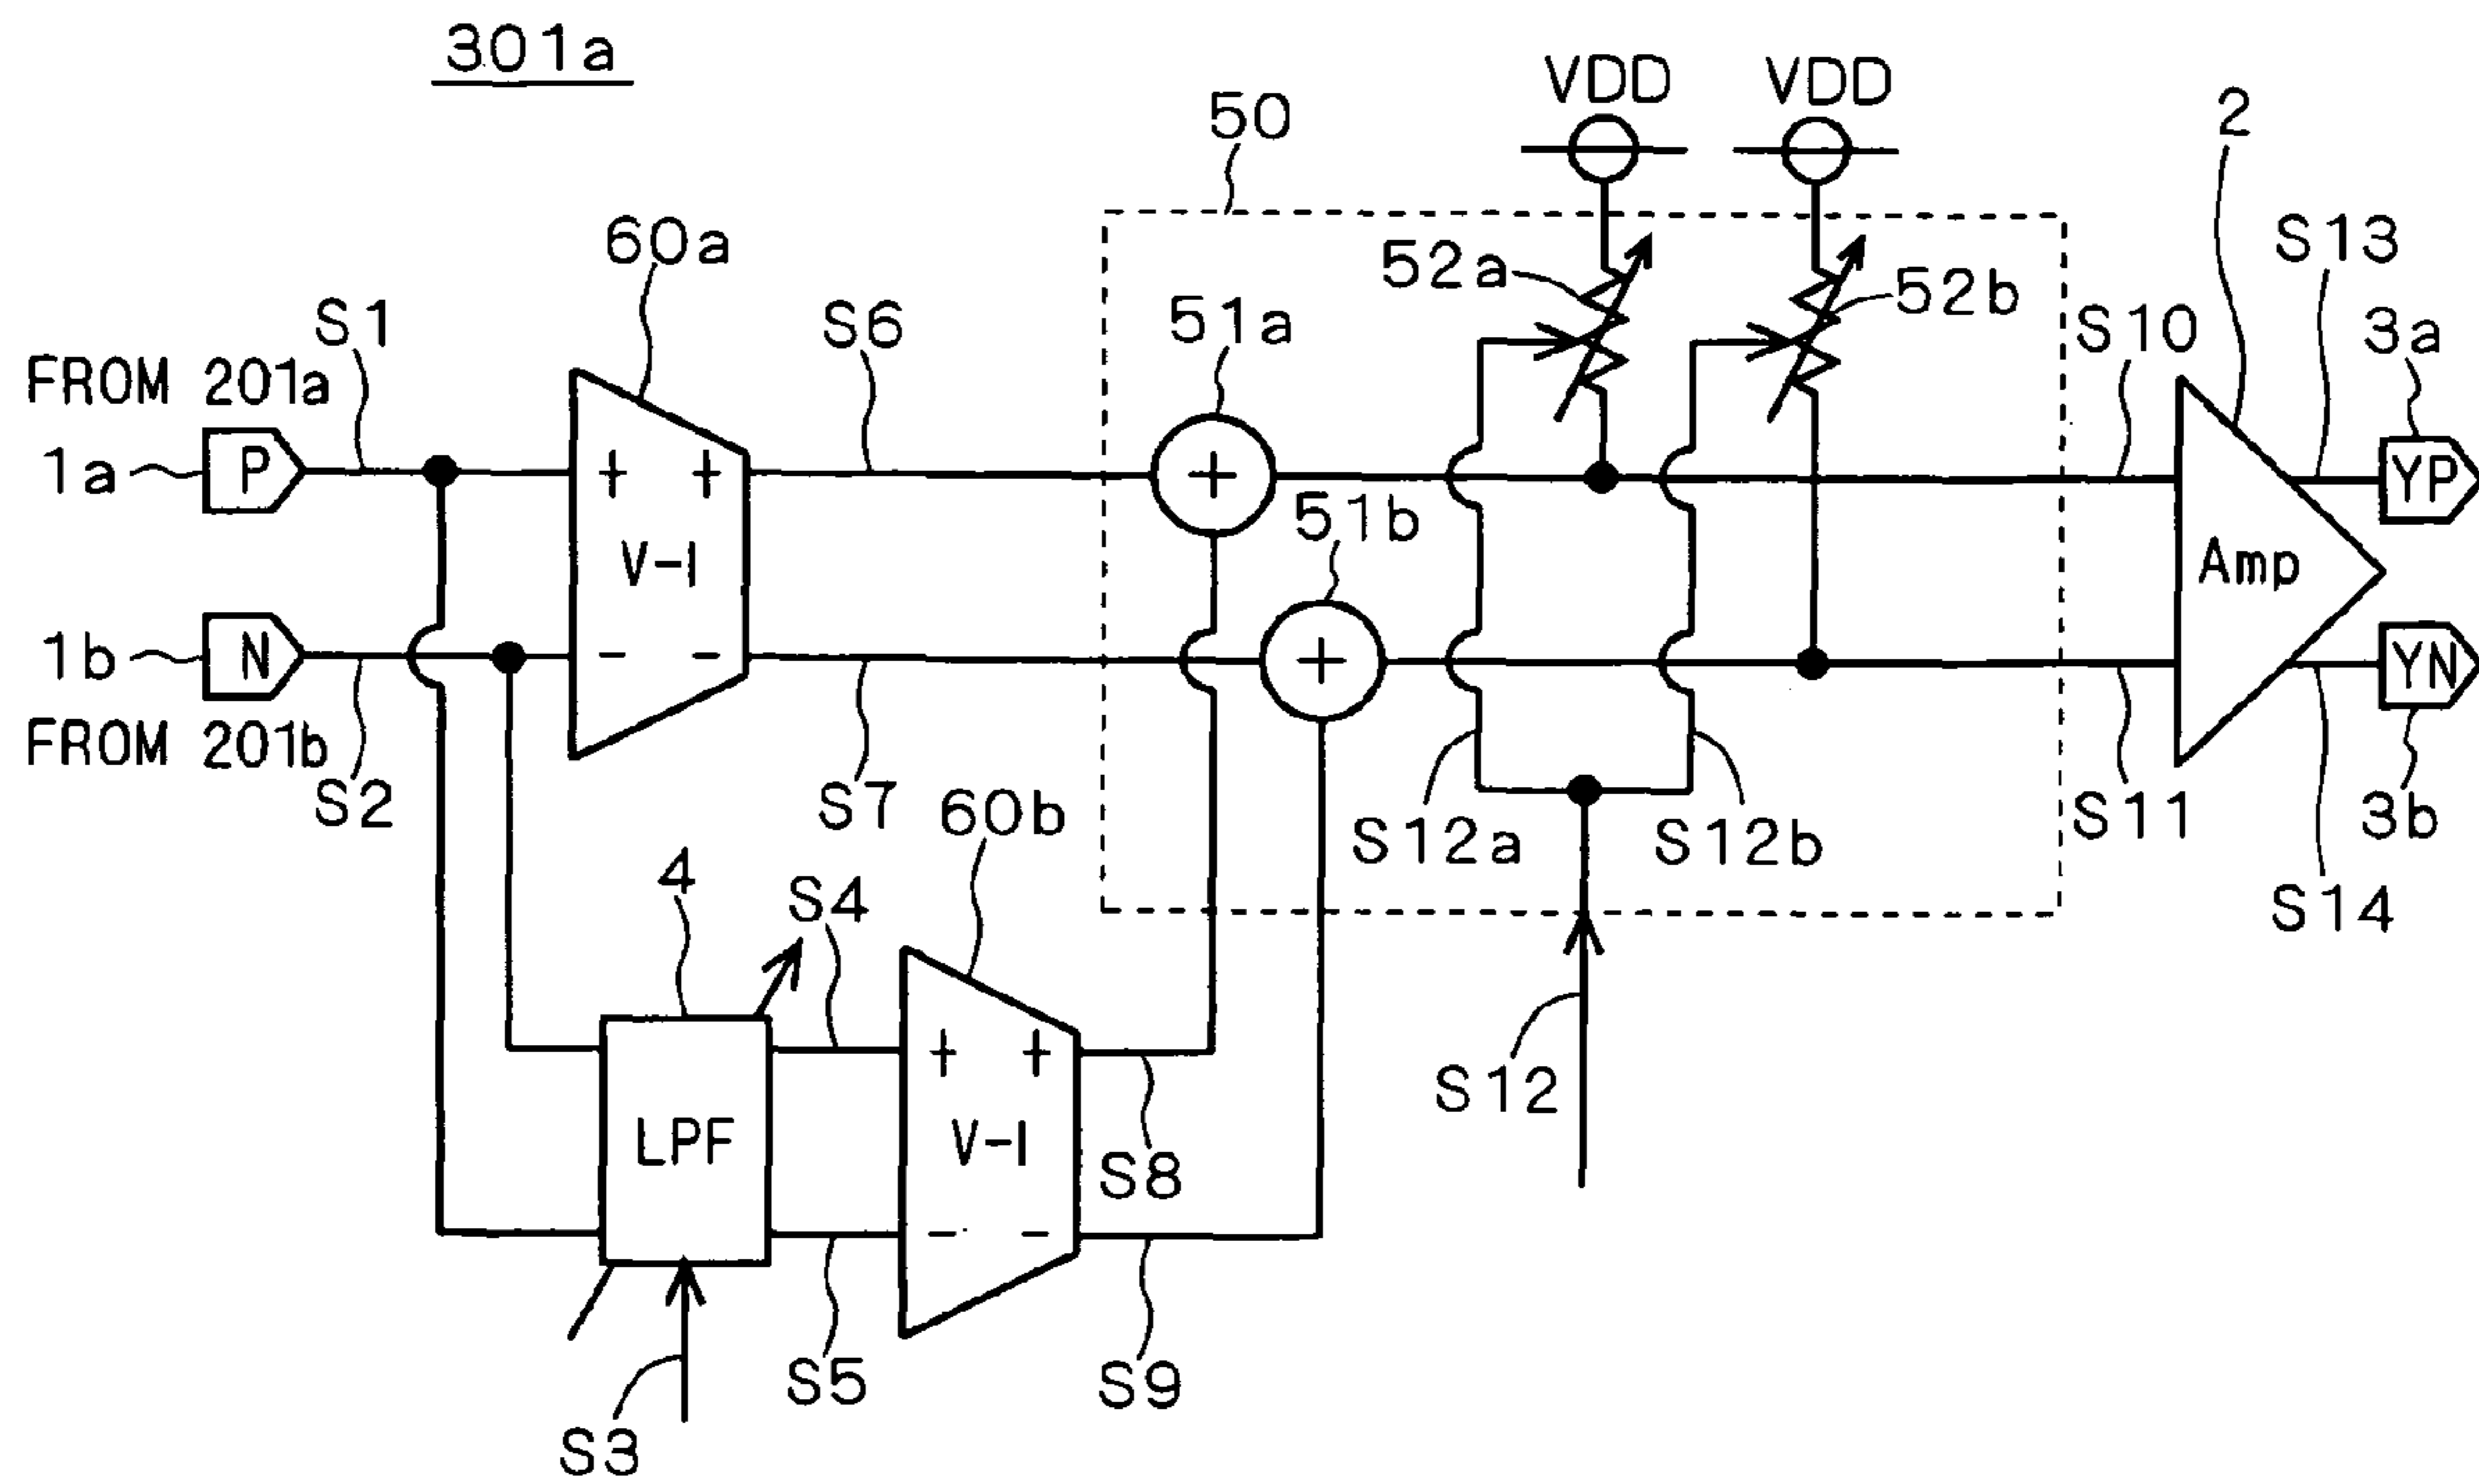 301a
VDD VDD
50
2
60a
52a
52b
S13
S1
S6
51a
S10
3a
FROM 201a
1a
P
+ +
+
YP
51b
V-I
Amp
1b
N
- -
+
YN
FROM 201b
S2
S7
60b
S12a
S12b
S11
3b
4
S4
S14
+ +
S12
LPF
V-I
S8
- -
S5
S9
S3